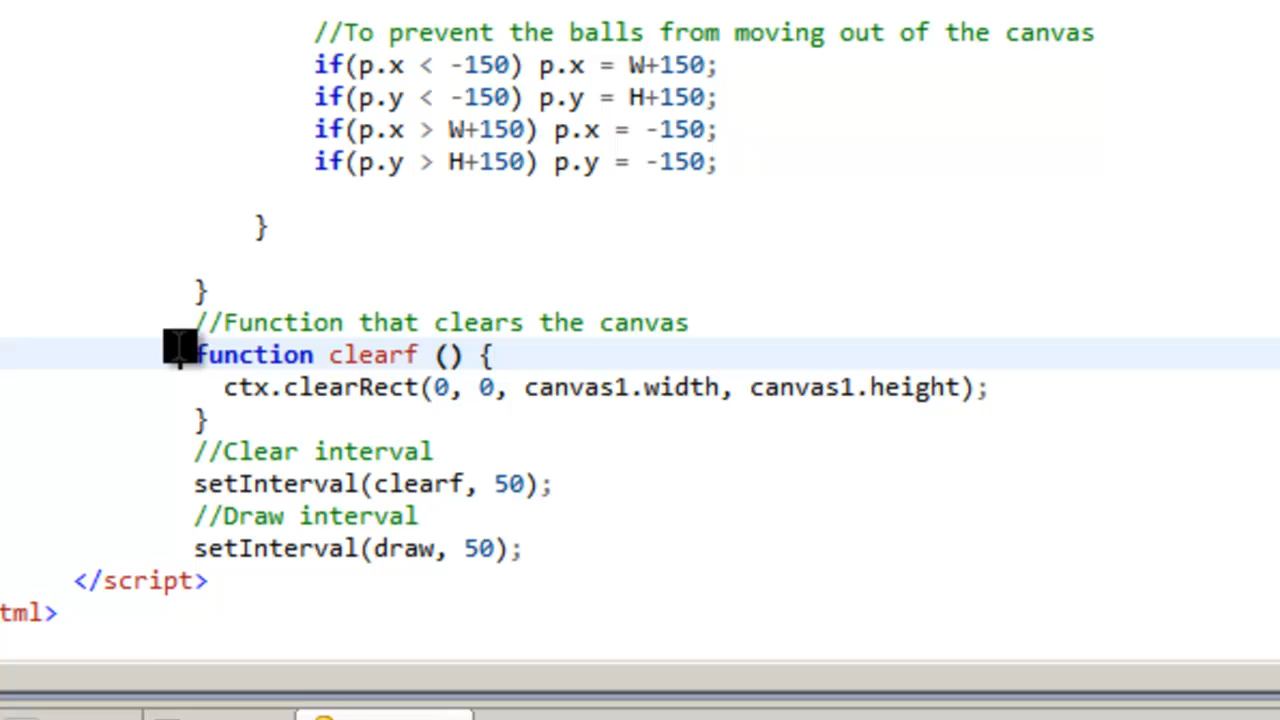 //To prevent the balls from moving out of the canvas
if(p.x < -150) p.x = W+150;
if(p.y < -150) p.y = H+150;
if(p.x > W+150) p.x = -150;
if(p.y > H+150) p.y = -150;
}
}
//Function that clears the canvas
function clearf () {
ctx.clearRect(0, 0, canvas1.width, canvas1.height);
}
//Clear interval
setInterval(clearf, 50);
//Draw interval
setInterval(draw, 50);
</script>
tml>